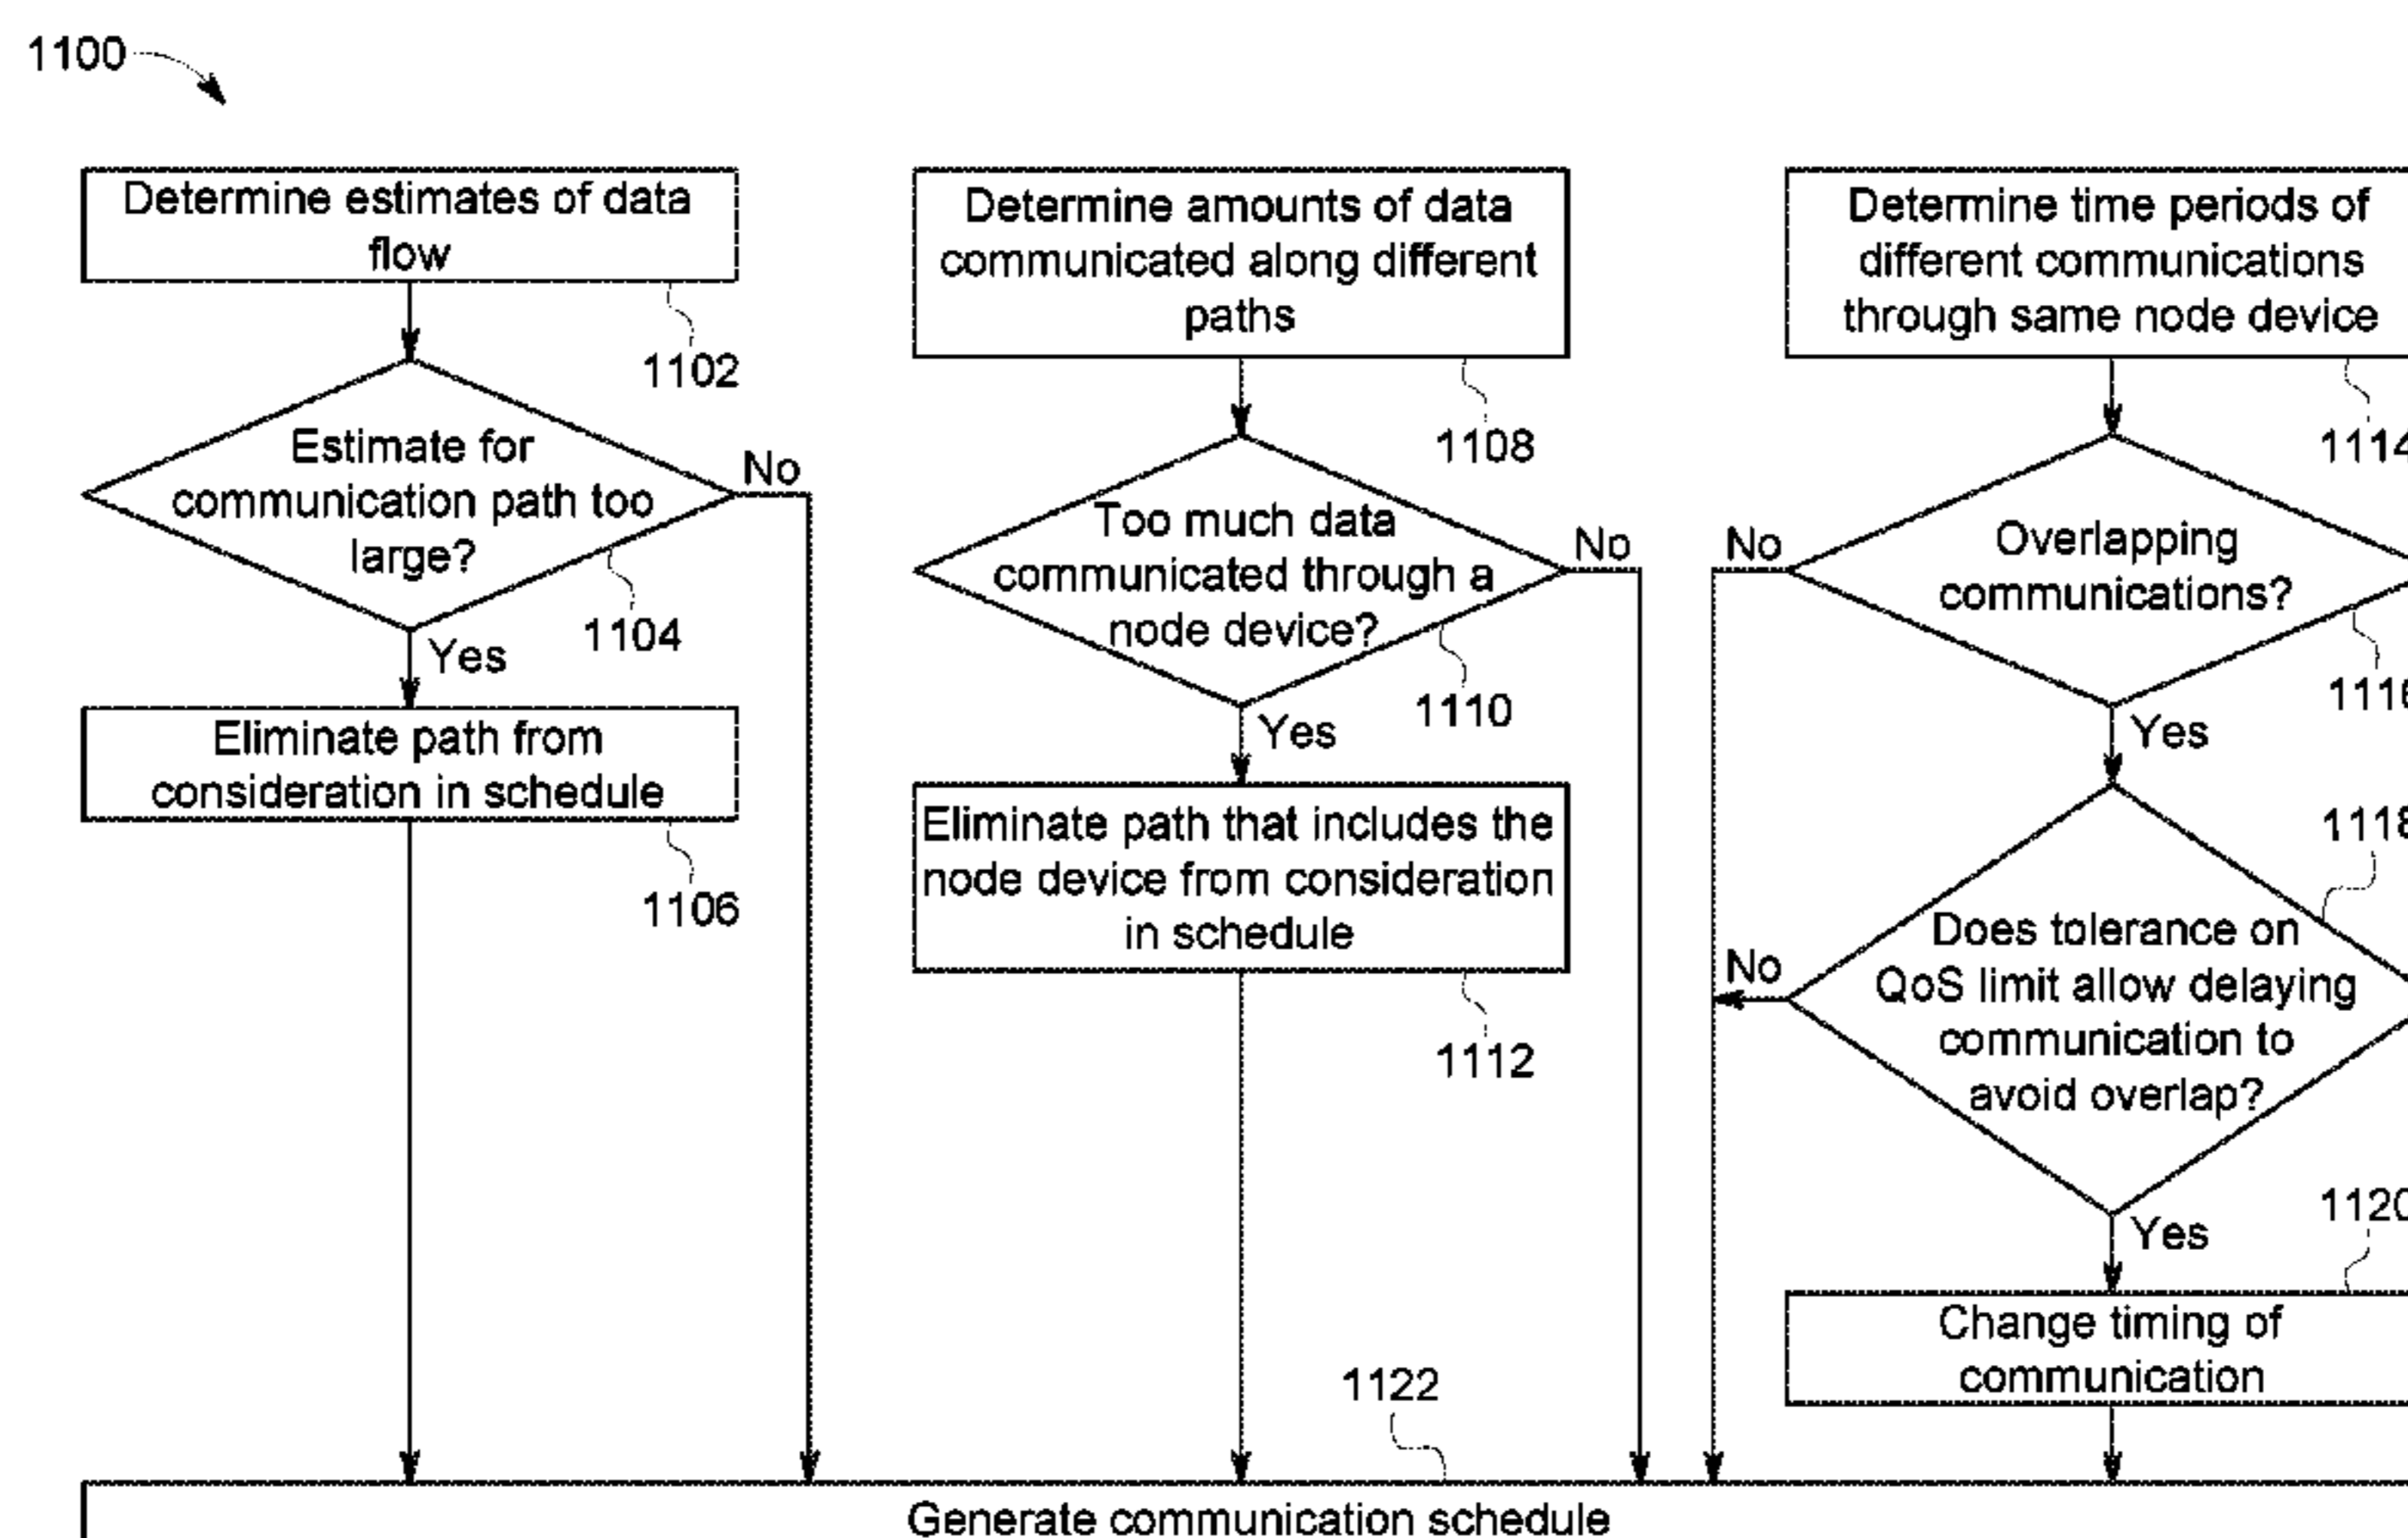 1100
Determine estimates of data
flow
1102
Estimate for
communication path too
large?
No
1104
Yes
Eliminate path from
consideration in schedule
1106
Determine amounts of data
communicated along different
paths
1108
Too much data
communicated through a
node device?
No
1110
Yes
Eliminate path that includes the
node device from consideration
in schedule
1112
Determine time periods of
different communications
through same node device
1114
Overlapping
communications?
No
1116
Yes
1118
Does tolerance on
QoS limit allow delaying
communication to
avoid overlap?
No
Yes
1120
Change timing of
communication
1122
Generate communication schedule